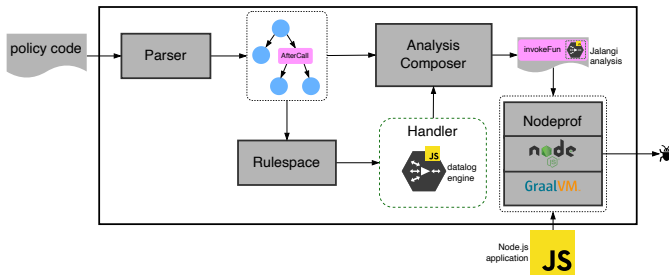 policy code
Parser
AfterCall
Analysis
Composer
invokeFun
Jalangi
analysis
Rulespace
Handler
JS
datalog
engine
Nodeprof
node
JS
GraalVM.
Node.js
application
JS